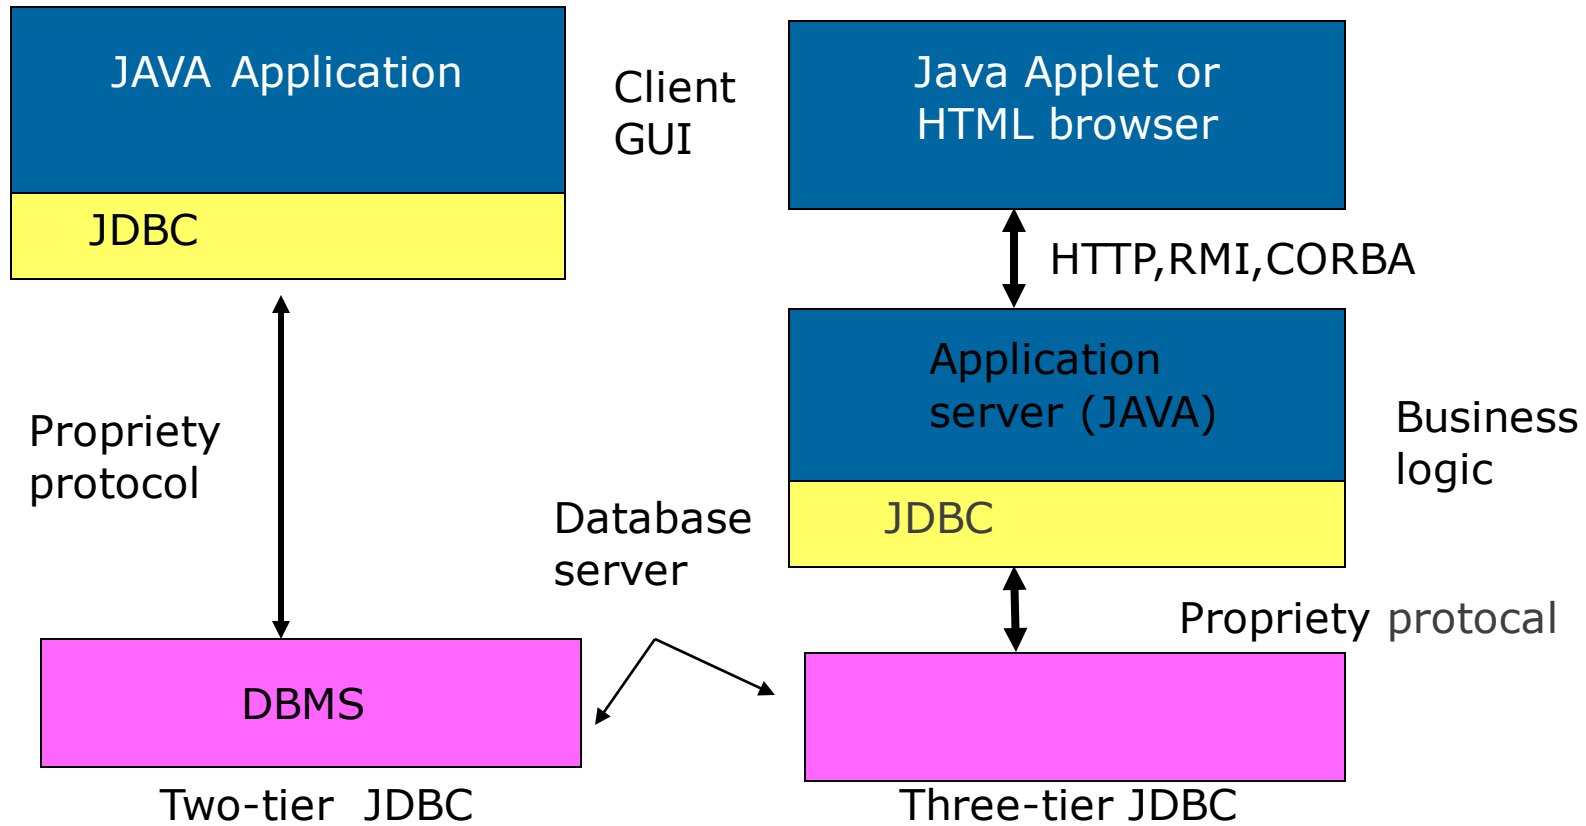 JAVA Application
JDBC
Client
GUI
Java Applet or
HTML browser
HTTP,RMI,CORBA
Application
server (JAVA)
JDBC
Business
logic
Propriety
protocol
Database
server
Propriety protocal
DBMS
Two-tier JDBC
Three-tier JDBC